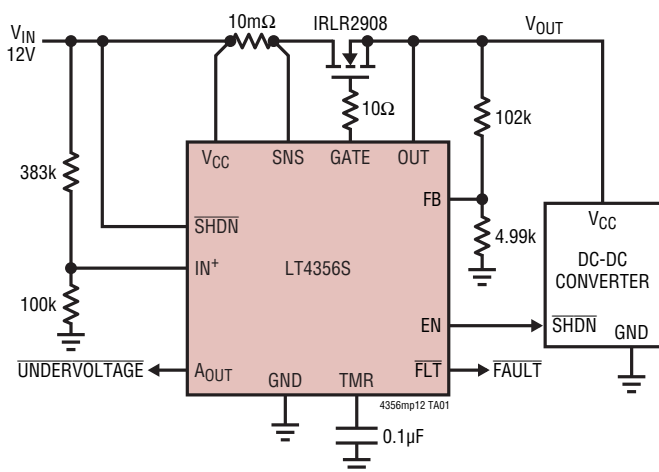 10mΩ
IRLR2908
VIN
12V
VOUT
10Ω
102k
383k
VCC
SNS
GATE
OUT
FB
SHDN
4.99k
VCC
IN+
LT4356S
DC-DC
CONVERTER
100k
EN
SHDN
GND
UNDERVOLTAGE
AOUT
GND
TMR
FLT
FAULT
4356mp12 TA01
0.1µF